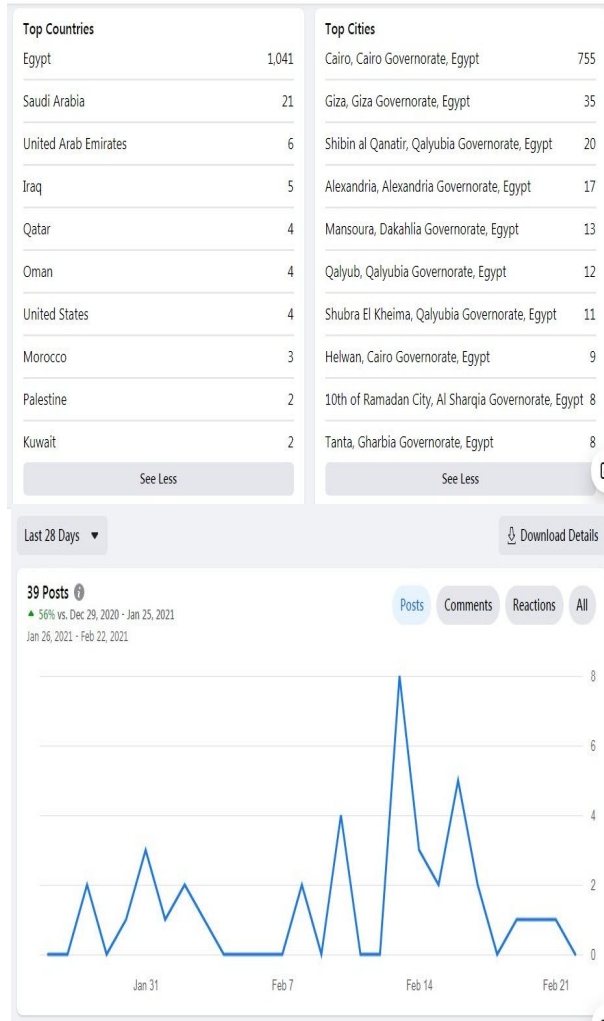 Top Countries
Egypt 1,041
Saudi Arabia 21
United Arab Emirates 6
Iraq 5
Qatar 4
Oman 4
United States 4
Morocco 3
Palestine 2
Kuwait 2
See Less
Top Cities
Cairo, Cairo Governorate, Egypt 755
Giza, Giza Governorate, Egypt 35
Shibin al Qanatir, Qalyubia Governorate, Egypt 20
Alexandria, Alexandria Governorate, Egypt 17
Mansoura, Dakahlia Governorate, Egypt 13
Qalyub, Qalyubia Governorate, Egypt 12
Shubra El Kheima, Qalyubia Governorate, Egypt 11
Helwan, Cairo Governorate, Egypt 9
10th of Ramadan City, Al Sharqia Governorate, Egypt 8
Tanta, Gharbia Governorate, Egypt 8
See Less
Last 28 Days
Download Details
39 Posts
56% vs. Dec 29, 2020 - Jan 25, 2021
Jan 26, 2021 - Feb 22, 2021
Posts Comments Reactions All
8
6
4
2
0
Jan 31 Feb 7 Feb 14 Feb 21